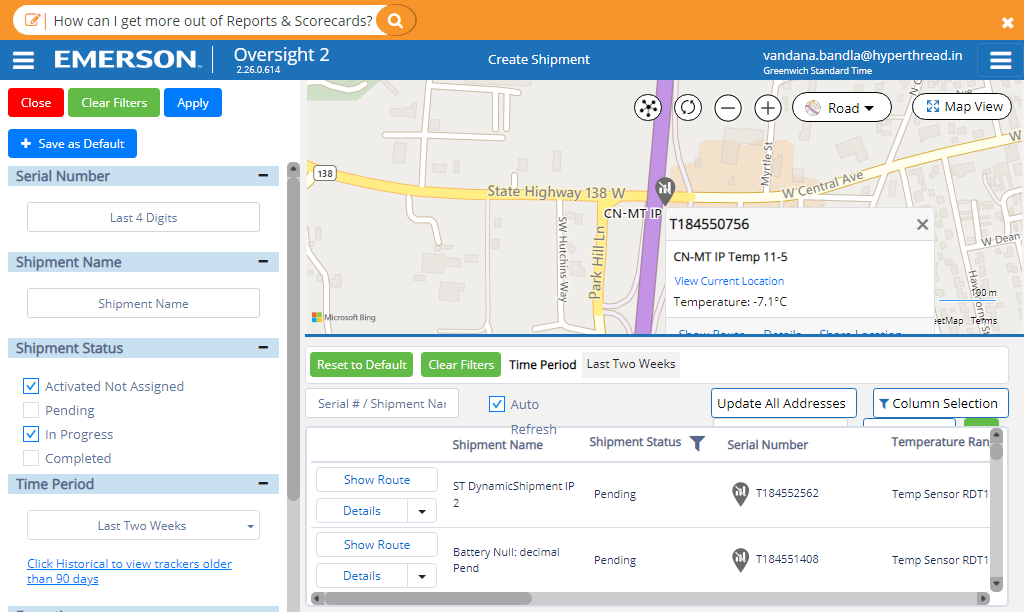 How can I get more out of Reports & Scorecards?
EMERSON
Oversight 2
2.26.0.614
Create Shipment
vandana.bandla@hyperthread.in
Greenwich Standard Time
Close
Clear Filters
Apply
Save as Default
Serial Number
Last 4 Digits
Shipment Name
Shipment Name
Shipment Status
Activated Not Assigned
Pending
In Progress
Completed
Time Period
Last Two Weeks
Click Historical to view trackers older
than 90 days
Road
Map View
138
State Highway 138 W
W Central Ave
Myrtle St
CN-MT IP
SW Hutchins Way
Park Hill Ln
W Dean
Microsoft Bing
T184550756
CN-MT IP Temp 11-5
View Current Location
Temperature: -7.1°C
Show Route
Details
Share Location
100 m
Terms
Reset to Default
Clear Filters
Time Period
Last Two Weeks
Serial # / Shipment Nar
Auto
Refresh
Update All Addresses
Column Selection
Shipment Name
Shipment Status
Serial Number
Temperature Ran
Show Route
Details
ST DynamicShipment IP
2
Pending
T184552562
Temp Sensor RDT1
Show Route
Details
Battery Null: decimal
Pend
Pending
T184551408
Temp Sensor RDT1